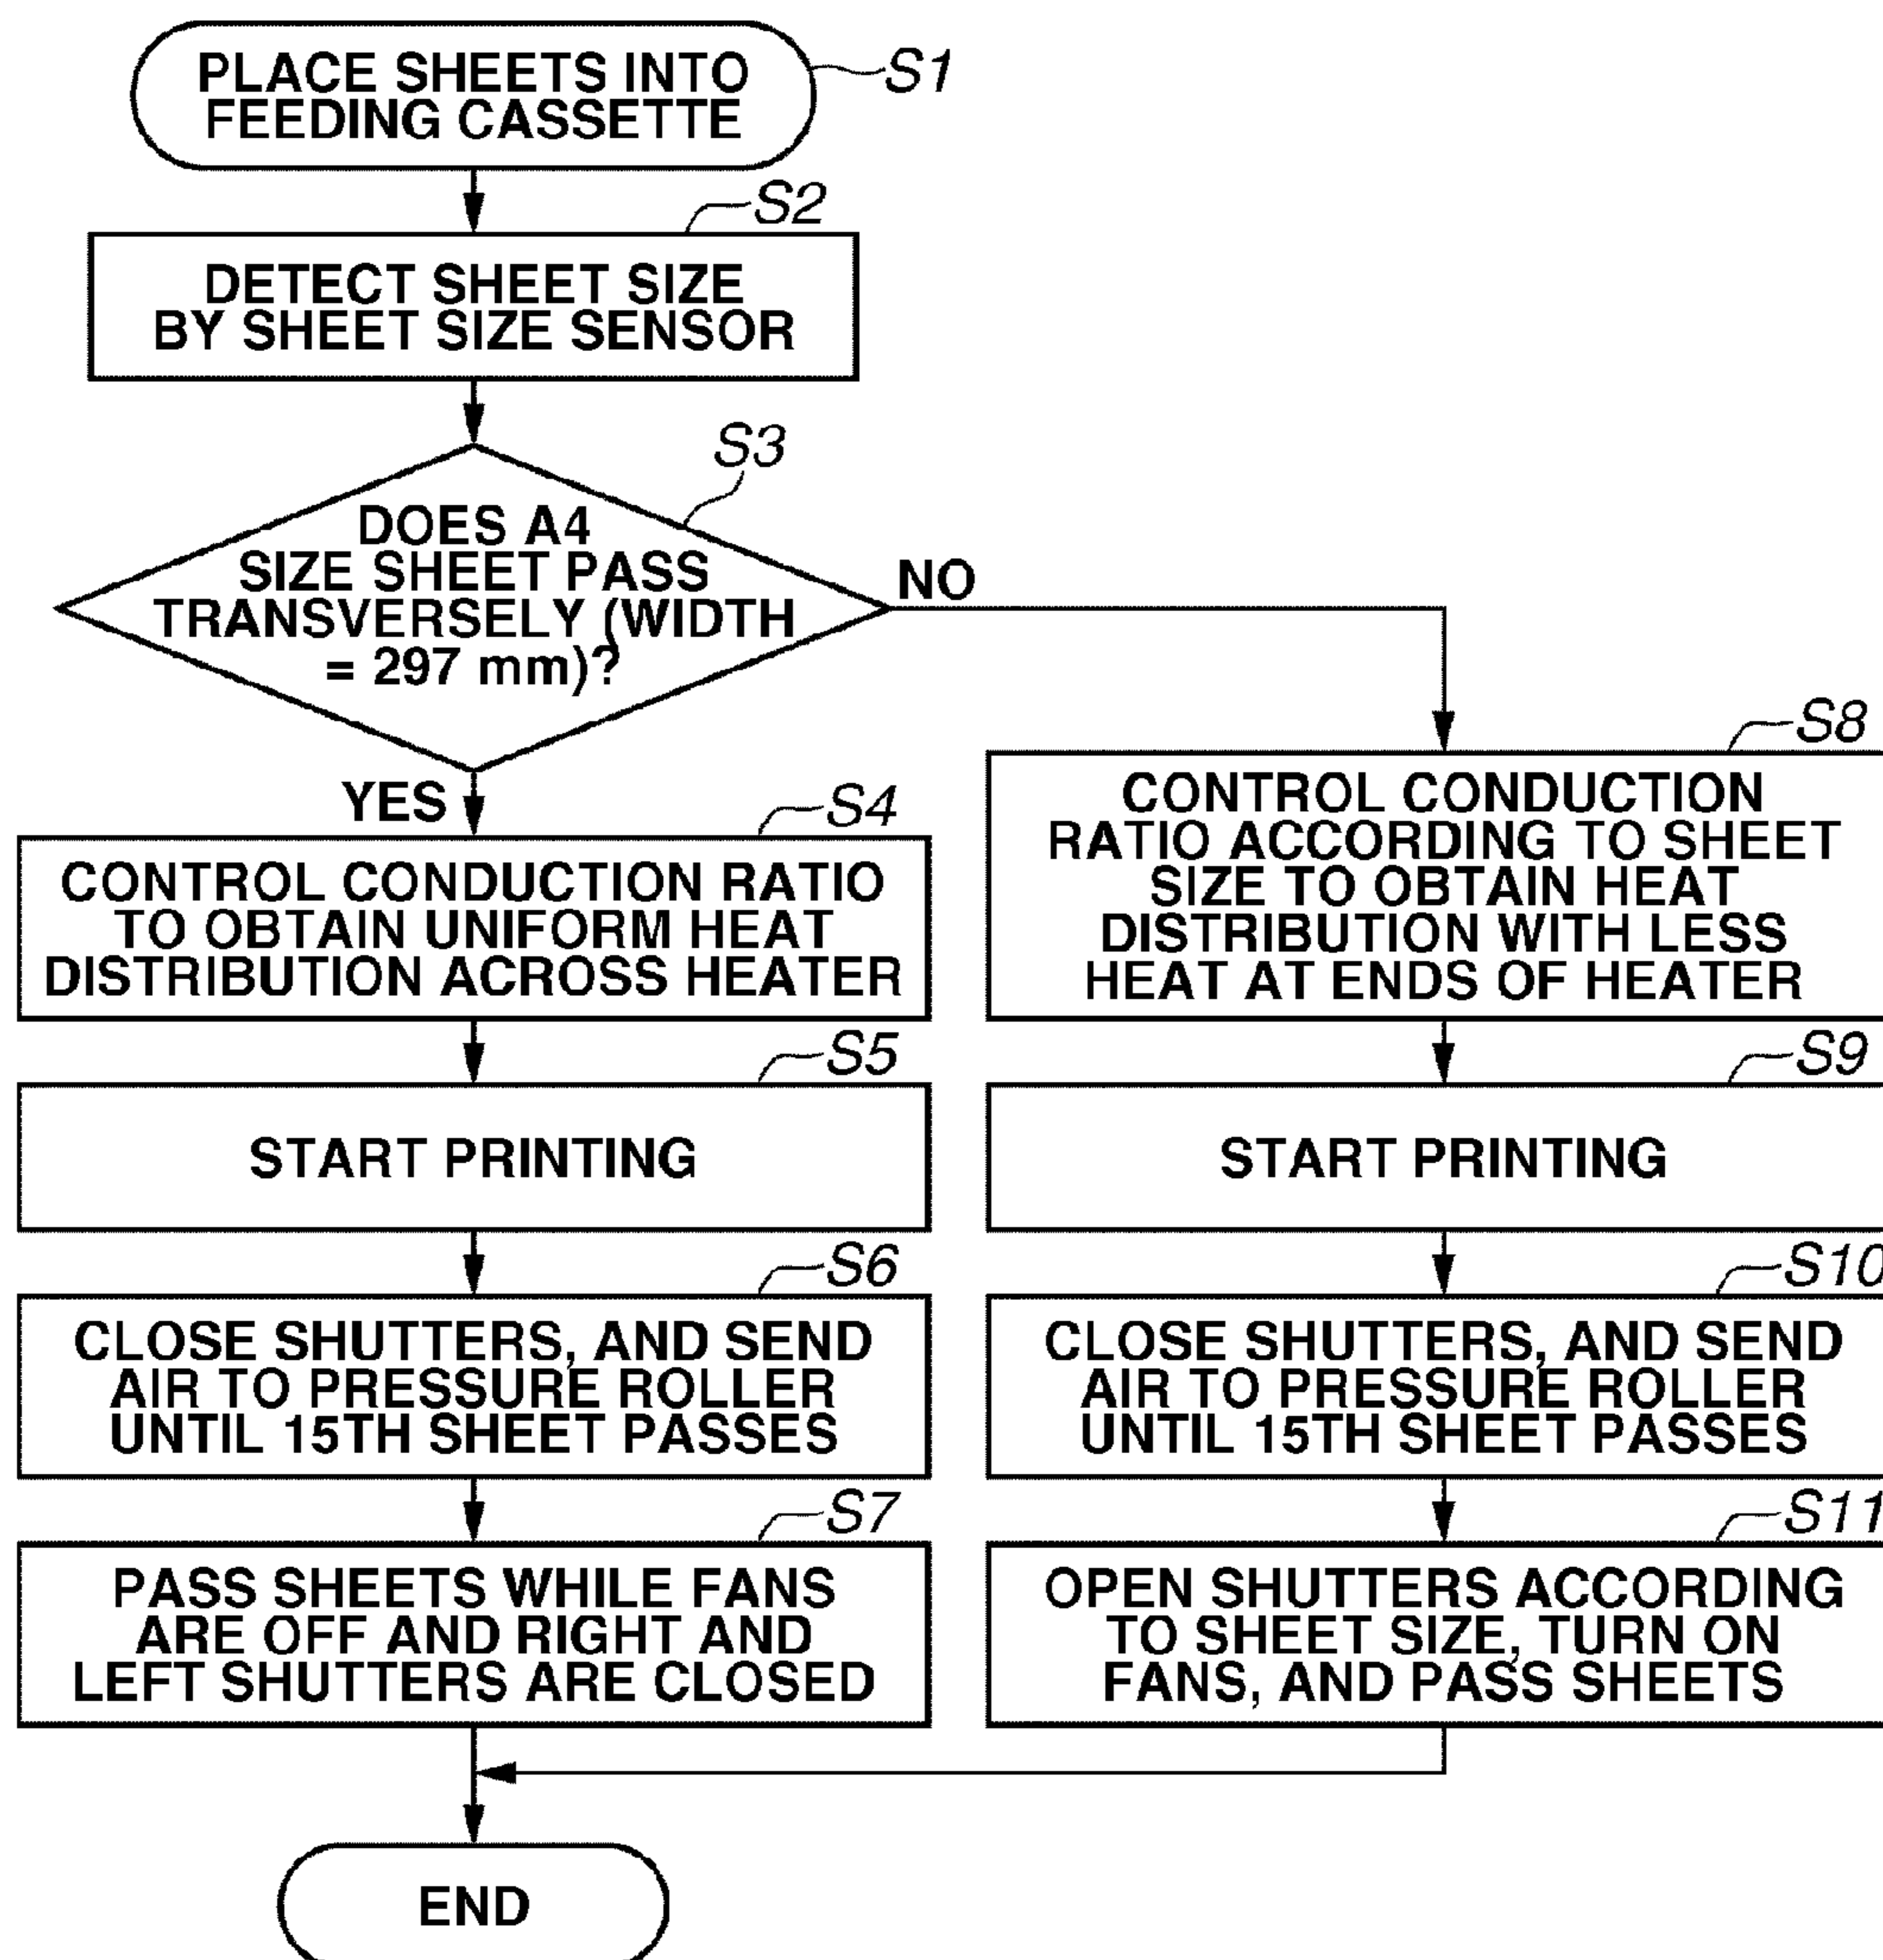 PLACE SHEETS INTO
FEEDING CASSETTE
S1
S2
DETECT SHEET SIZE
BY SHEET SIZE SENSOR
S3
DOES A4
SIZE SHEET PASS
TRANSVERSELY (WIDTH
= 297 mm)?
NO
YES
S4
CONTROL CONDUCTION RATIO
TO OBTAIN UNIFORM HEAT
DISTRIBUTION ACROSS HEATER
S5
START PRINTING
S6
CLOSE SHUTTERS, AND SEND
AIR TO PRESSURE ROLLER
UNTIL 15TH SHEET PASSES
S7
PASS SHEETS WHILE FANS
ARE OFF AND RIGHT AND
LEFT SHUTTERS ARE CLOSED
S8
CONTROL CONDUCTION
RATIO ACCORDING TO SHEET
SIZE TO OBTAIN HEAT
DISTRIBUTION WITH LESS
HEAT AT ENDS OF HEATER
S9
START PRINTING
S10
CLOSE SHUTTERS, AND SEND
AIR TO PRESSURE ROLLER
UNTIL 15TH SHEET PASSES
S11
OPEN SHUTTERS ACCORDING
TO SHEET SIZE, TURN ON
FANS, AND PASS SHEETS
END